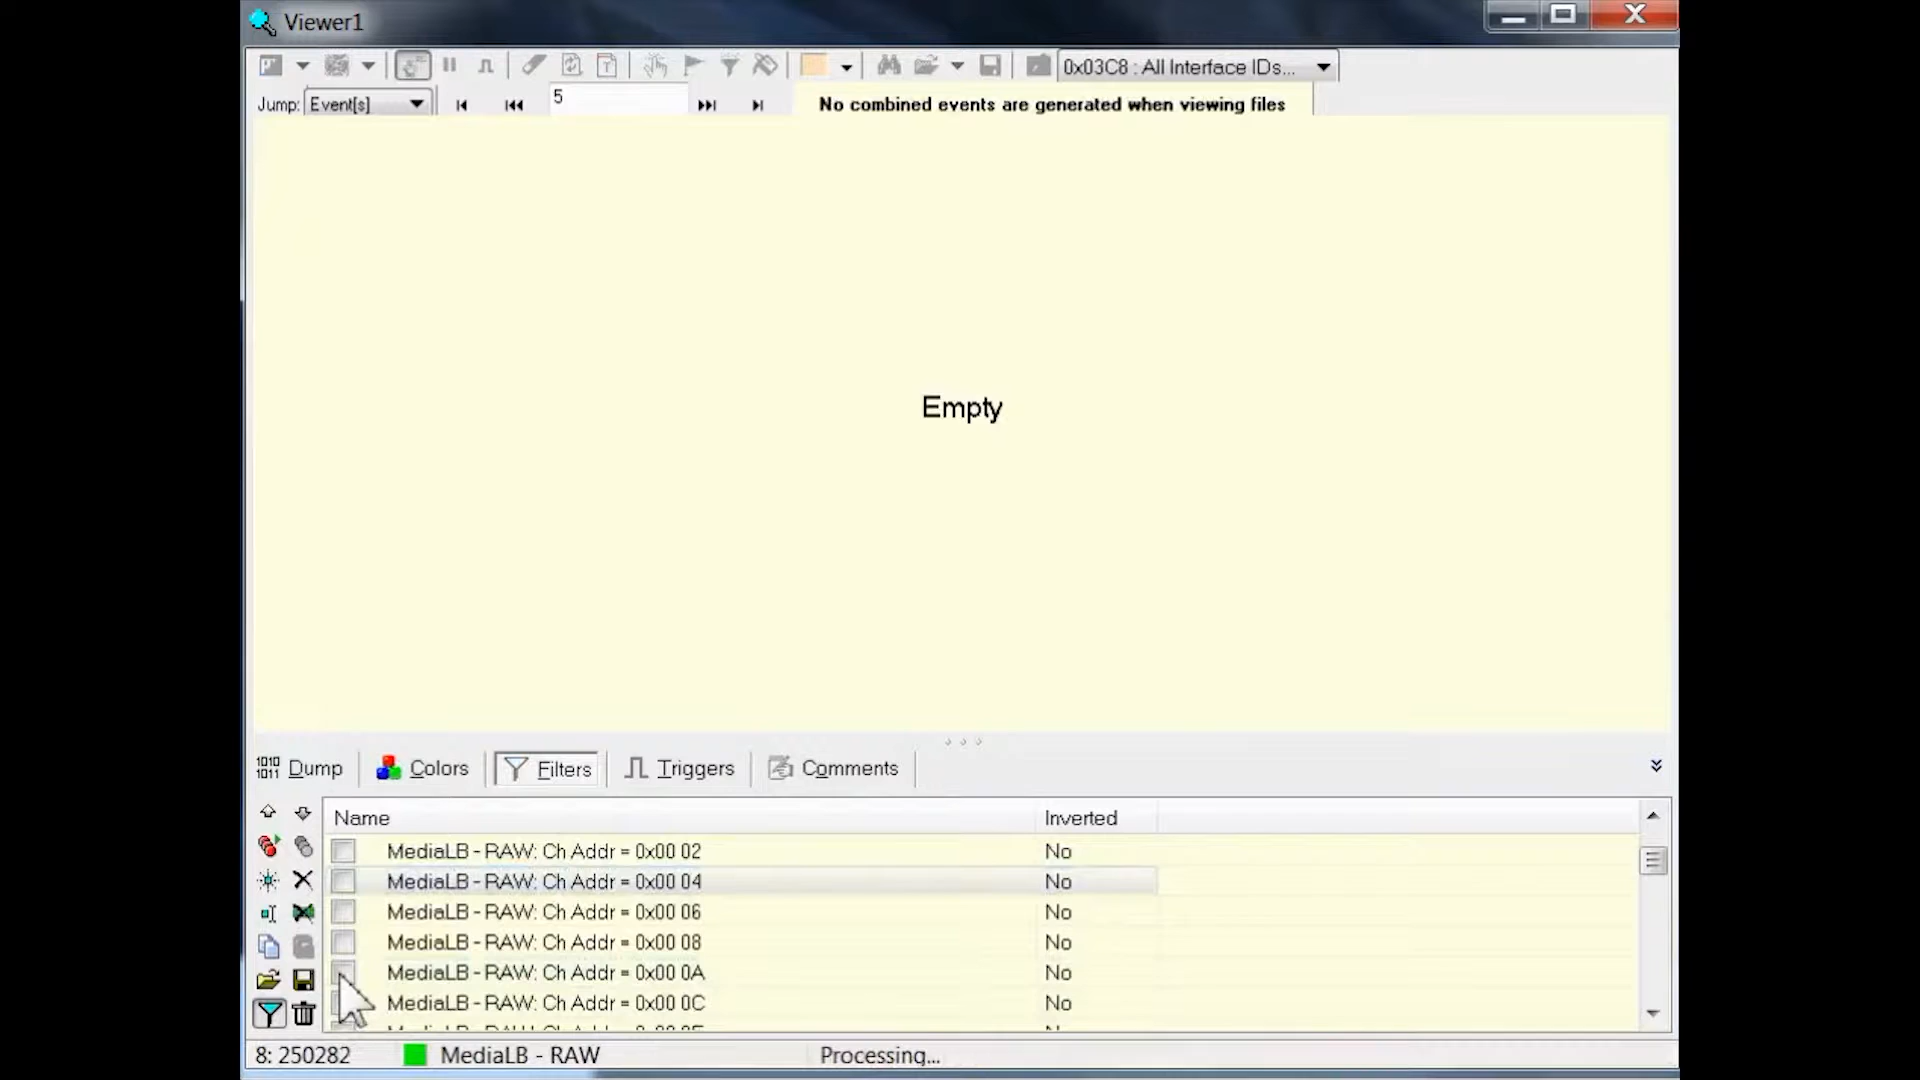 Viewer1
0x03C8 : All Interface IDs...
Jump: Event[s] 5 No combined events are generated when viewing files
Empty
Dump Colors Filters Triggers Comments
Name Inverted
MediaLB - RAW: Ch Addr = 0x00 02 No
MediaLB - RAW: Ch Addr = 0x00 04 No
MediaLB - RAW: Ch Addr = 0x00 06 No
MediaLB - RAW: Ch Addr = 0x00 08 No
MediaLB - RAW: Ch Addr = 0x00 0A No
MediaLB - RAW: Ch Addr = 0x00 0C No
8: 250282 MediaLB - RAW Processing...